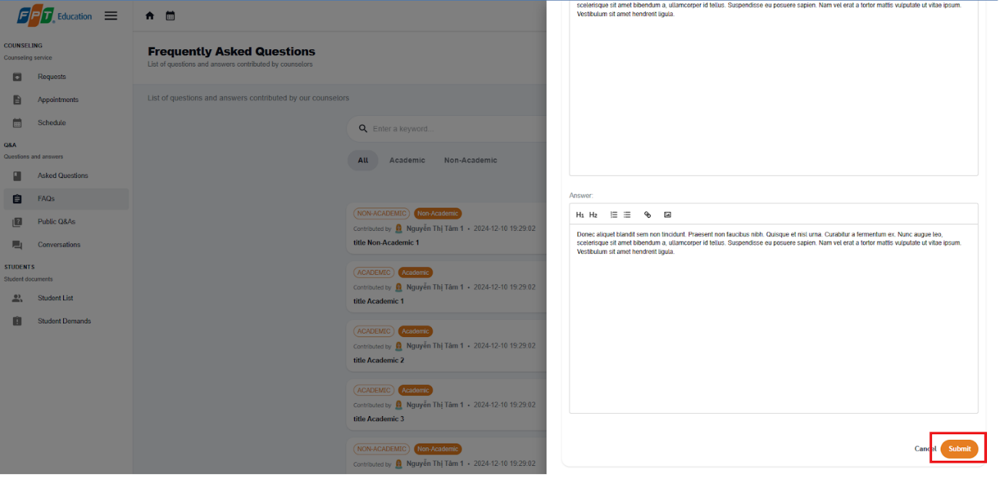 FPT Education
COUNSELING
Counseling service
Requests
Appointments
Schedule
Q&A
Questions and answers
Asked Questions
FAQs
Public Q&As
Conversations
STUDENTS
Student documents
Student List
Student Demands
Frequently Asked Questions
List of questions and answers contributed by counselors
List of questions and answers contributed by our counselors
Enter a keyword...
All Academic Non-Academic
NON-ACADEMIC Non-Academic
Contributed by Nguyễn Thị Tâm 1 • 2024-12-10 19:29:02
title Non-Academic 1
ACADEMIC Academic
Contributed by Nguyễn Thị Tâm 1 • 2024-12-10 19:29:02
title Academic 1
ACADEMIC Academic
Contributed by Nguyễn Thị Tâm 1 • 2024-12-10 19:29:02
title Academic 2
ACADEMIC Academic
Contributed by Nguyễn Thị Tâm 1 • 2024-12-10 19:29:02
title Academic 3
NON-ACADEMIC Non-Academic
Contributed by Nguyễn Thị Tâm 1 • 2024-12-10 19:29:02
scelerisque sit amet bibendum a, ullamcorper id tellus. Suspendisse eu posuere sapien. Nam vel erat a tortor mattis vulputate ut vitae ipsum.
Vestibulum sit amet hendrerit ligula.
Answer:
H1 H2
Donec aliquet blandit sem non tincidunt. Praesent non faucibus nibh. Quisque et nisl urna. Curabitur a fermentum ex. Nunc augue leo,
scelerisque sit amet bibendum a, ullamcorper id tellus. Suspendisse eu posuere sapien. Nam vel erat a tortor mattis vulputate ut vitae ipsum.
Vestibulum sit amet hendrerit ligula.
Cancel Submit